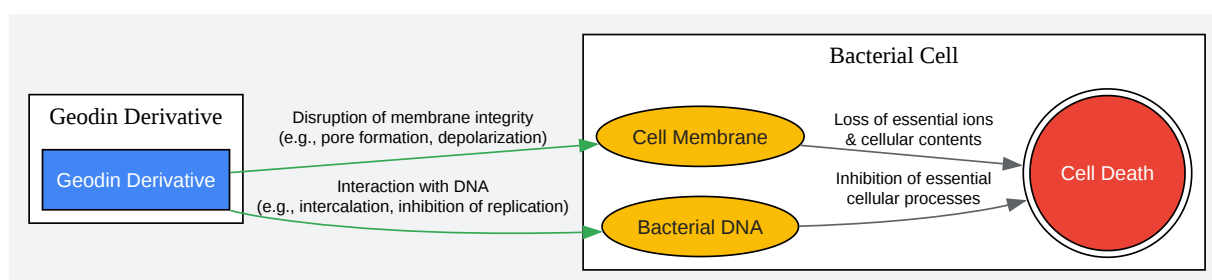 Bacterial Cell
Geodin Derivative
Geodin Derivative
Disruption of membrane integrity
(e.g., pore formation, depolarization)
Interaction with DNA
(e.g., intercalation, inhibition of replication)
Cell Membrane
Bacterial DNA
Loss of essential ions
& cellular contents
Inhibition of essential
cellular processes
Cell Death